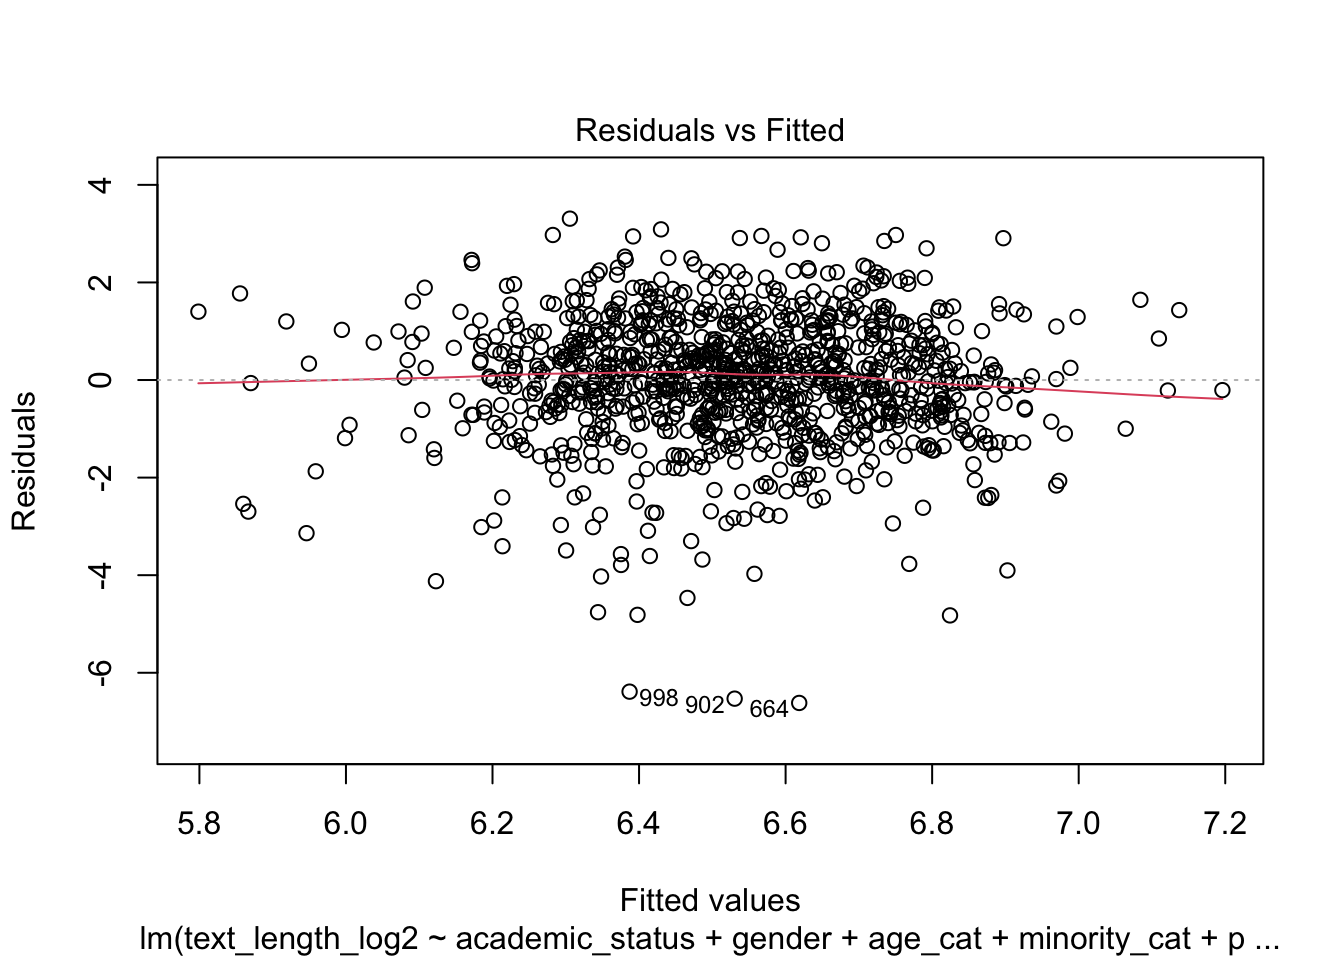 Residuals vs Fitted
4
2
0
-2
-4
-6
Residuals
998
902
664
5.8 6.0 6.2 6.4 6.6 6.8 7.0 7.2
Fitted values
lm(text_length_log2 ~ academic_status + gender + age_cat + minority_cat + p ...